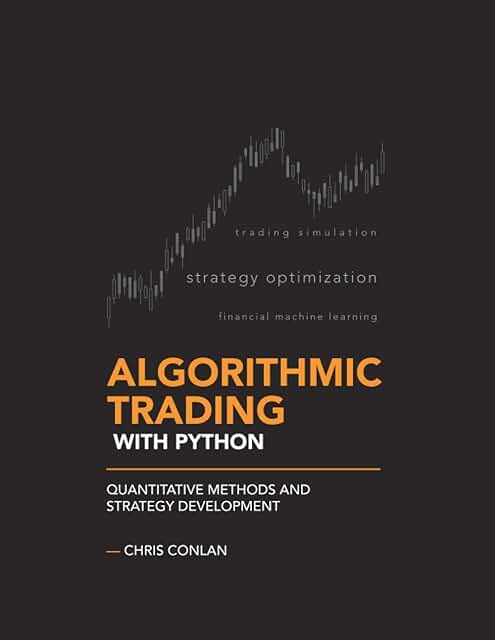 trading simulation
strategy optimization
financial machine learning
ALGORITHMIC
TRADING
WITH PYTHON
QUANTITATIVE METHODS AND
STRATEGY DEVELOPMENT
— CHRIS CONLAN